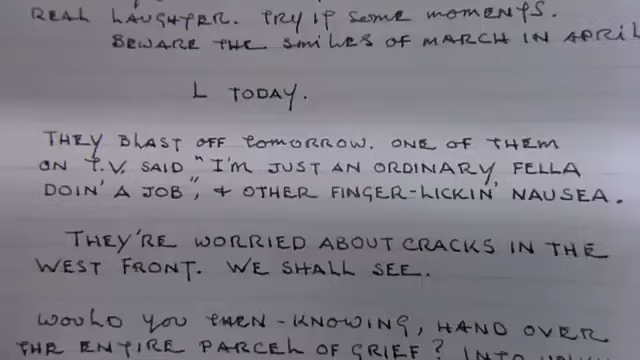 REAL LAUGHTER. TRY IT SOME MOMENTS.
BEWARE THE SMILES OF MARCH IN APRIL
L TODAY.
THEY BLAST OFF TOMORROW. ONE OF THEM
ON T.V. SAID "I'M JUST AN ORDINARY FELLA
DOIN' A JOB", & OTHER FINGER-LICKIN' NAUSEA.
THEY'RE WORRIED ABOUT CRACKS IN THE
WEST FRONT. WE SHALL SEE.
WOULD YOU THEN - KNOWING, HAND OVER
THE ENTIRE PARCEL OF GRIEF? INTO